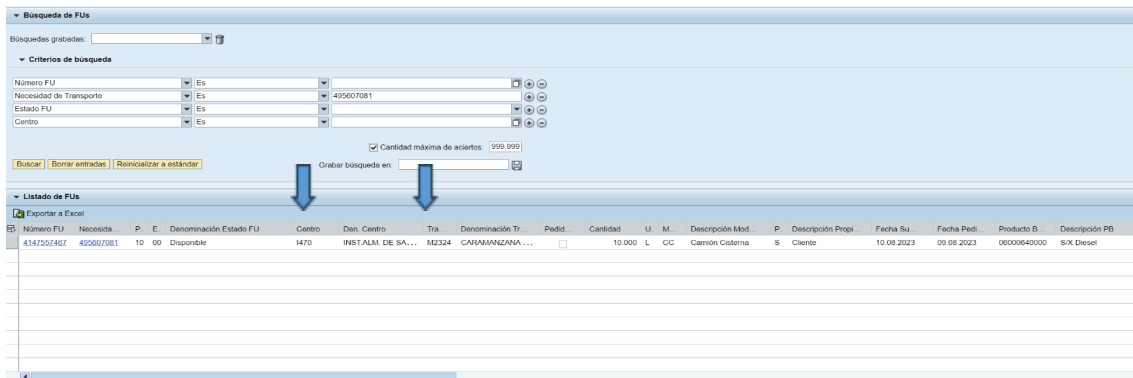 Búsqueda de FUs
Búsquedas grabadas:
Criterios de búsqueda
Número FU Es
Necesidad de Transporte Es 495607081
Estado FU Es
Centro Es
Cantidad máxima de aciertos: 999.999
Buscar Borrar entradas Reinicializar a estándar Grabar búsqueda en:
Listado de FUs
Exportar a Excel
Número FU Necesida... P. E. Denominación Estado FU Centro Den. Centro Tra... Denominación Tr... Pedid... Cantidad U. M... Descripción Mod... P. Descripción Propi... Fecha Su... Fecha Pedi... Producto B... Descripción PB
4147557467 495607081 10 00 Disponible I470 INST.ALM. DE SA... M2324 CARAMANZANA ... 10.000 L CC Camión Cisterna S Cliente 10.08.2023 09.08.2023 06000640000 S/X Diesel